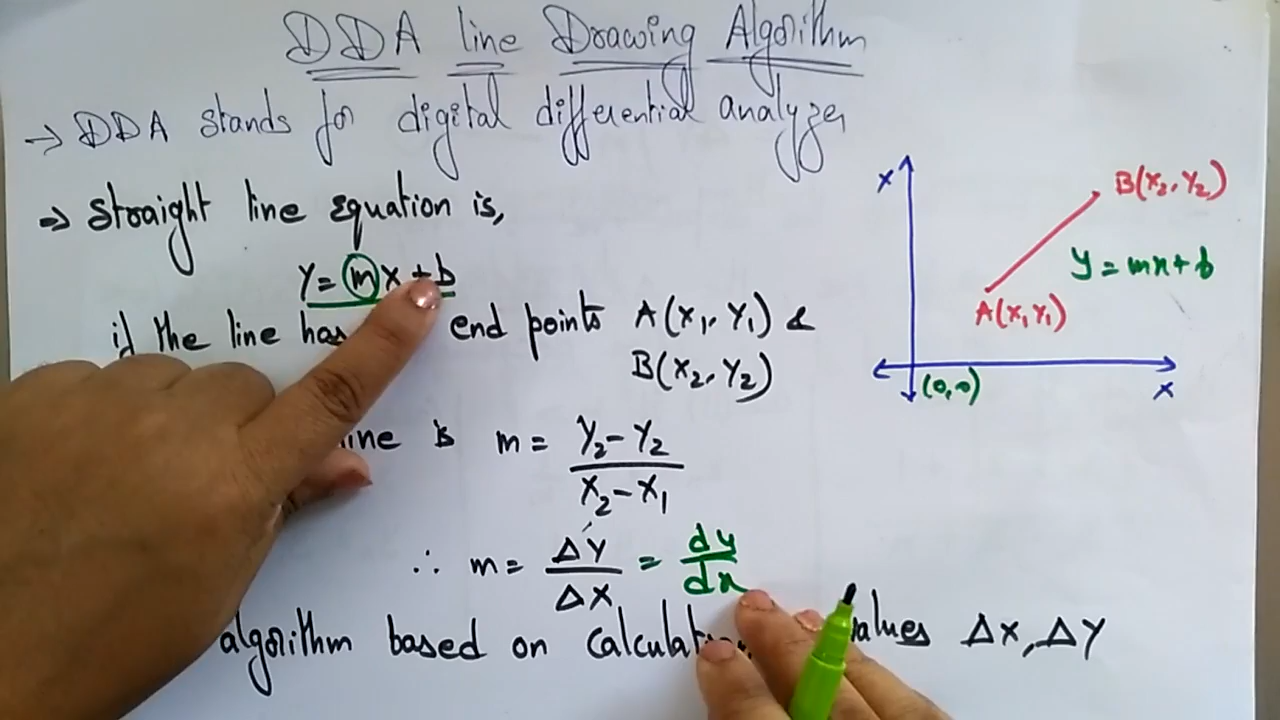 DDA line Drawing Algorithm
→ DDA stands for digital differential analyzer
⇒ Straight line Equation is,
Y = mX + b
if the line has end points A(X1, Y1) &
B(X2, Y2)
line is m = Y2 - Y2 / X2 - X1
∴ m = ΔY / ΔX = dy / dx
algorithm based on values ΔX, ΔY
X
B(X2, Y2)
y = mx + b
A(X1 Y1)
(0,0)
X